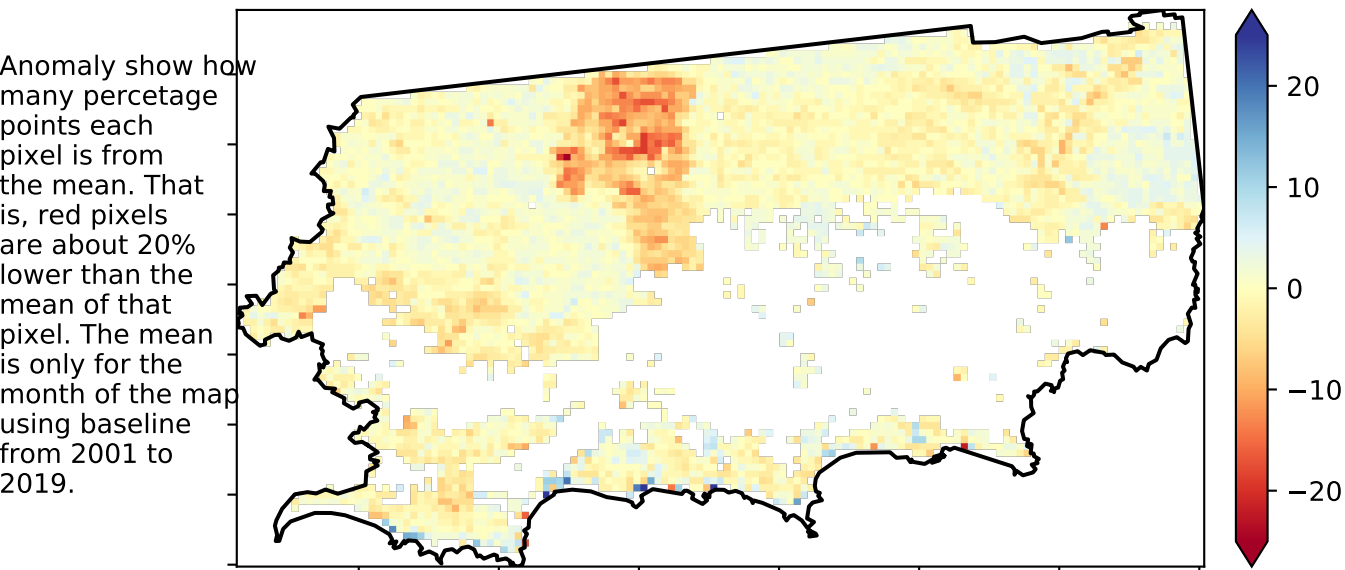 Anomaly show how
many percetage
points each
pixel is from
the mean. That
is, red pixels
are about 20%
lower than the
mean of that
pixel. The mean
is only for the
month of the map
using baseline
from 2001 to
2019.
20
10
0
−10
−20